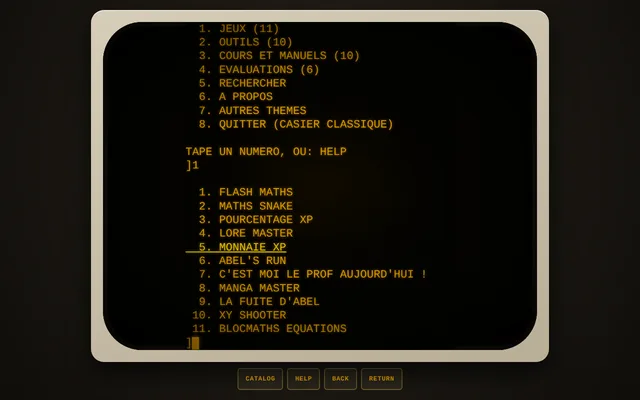 1. JEUX (11)
2. OUTILS (10)
3. COURS ET MANUELS (10)
4. EVALUATIONS (6)
5. RECHERCHER
6. A PROPOS
7. AUTRES THEMES
8. QUITTER (CASIER CLASSIQUE)
TAPE UN NUMERO, OU: HELP
]1
1. FLASH MATHS
2. MATHS SNAKE
3. POURCENTAGE XP
4. LORE MASTER
5. MONNAIE XP
6. ABEL'S RUN
7. C'EST MOI LE PROF AUJOURD'HUI !
8. MANGA MASTER
9. LA FUITE D'ABEL
10. XY SHOOTER
11. BLOCMATHS EQUATIONS
]
CATALOG HELP BACK RETURN